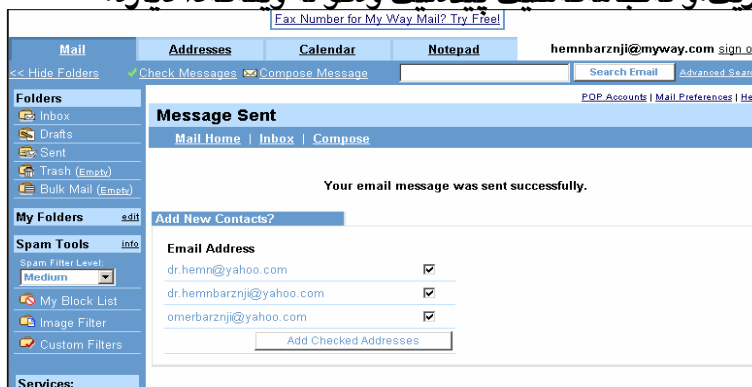 Fax Number for My Way Mail? Try Free!
Mail Addresses Calendar Notepad hemnbarznji@myway.com sign o
<< Hide Folders Check Messages Compose Message Search Email Advanced Sear
POP Accounts | Mail Preferences | He
Folders
Inbox
Drafts
Sent
Trash (Empty)
Bulk Mail (Empty)
My Folders edit
Spam Tools info
Spam Filter Level:
Medium
My Block List
Image Filter
Custom Filters
Services:
Message Sent
Mail Home | Inbox | Compose
Your email message was sent successfully.
Add New Contacts?
Email Address
dr.hemn@yahoo.com
dr.hemnbarznji@yahoo.com
omerbarznji@yahoo.com
Add Checked Addresses